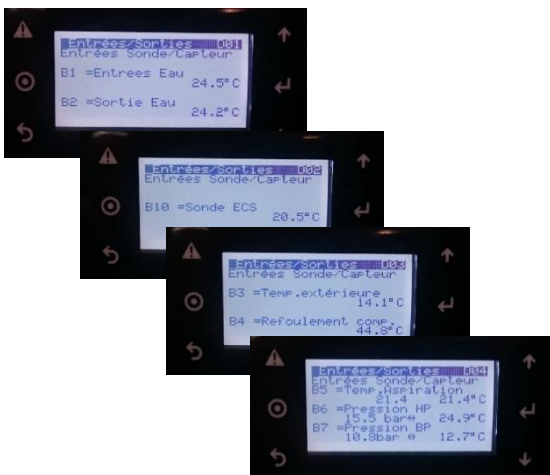 Entrées/Sorties D01
Entrées Sonde/Capteur
B1 =Entrees Eau
24.5°C
B2 =Sortie Eau
24.2°C
Entrées/Sorties D02
Entrées Sonde/Capteur
B10 =Sonde ECS
20.5°C
Entrées/Sorties D03
Entrées Sonde/Capteur
B3 =Temp.extérieure
14.1°C
B4 =Refoulement comp.
44.8°C
Entrées/Sorties D04
Entrées Sonde/Capteur
B5 =Temp.Aspiration
21.4 21.4°C
B6 =Pression HP
15.5 bar 24.9°C
B7 =Pression BP
10.8bar 12.7°C